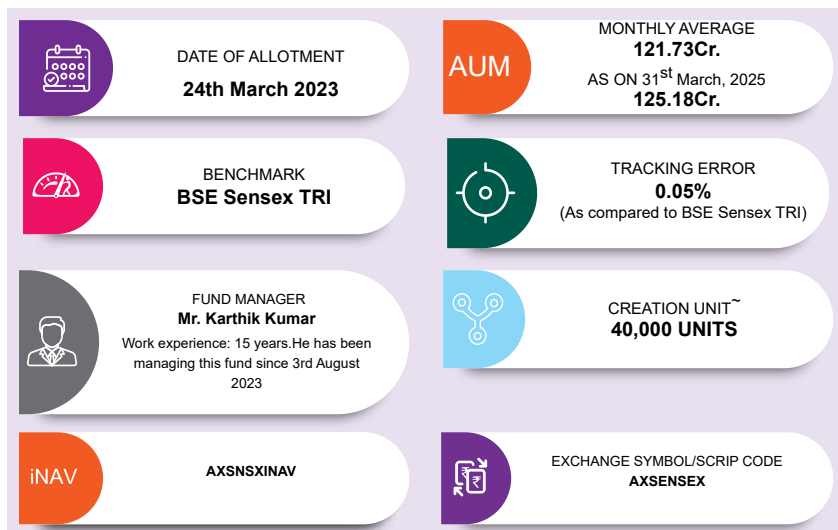 DATE OF ALLOTMENT
24th March 2023
AUM
MONTHLY AVERAGE
121.73Cr.
AS ON 31st March, 2025
125.18Cr.
BENCHMARK
BSE Sensex TRI
TRACKING ERROR
0.05%
(As compared to BSE Sensex TRI)
FUND MANAGER
Mr. Karthik Kumar
Work experience: 15 years.He has been
managing this fund since 3rd August
2023
CREATION UNIT~
40,000 UNITS
iNAV
AXSNSXINAV
₹
₹
EXCHANGE SYMBOL/SCRIP CODE
AXSENSEX